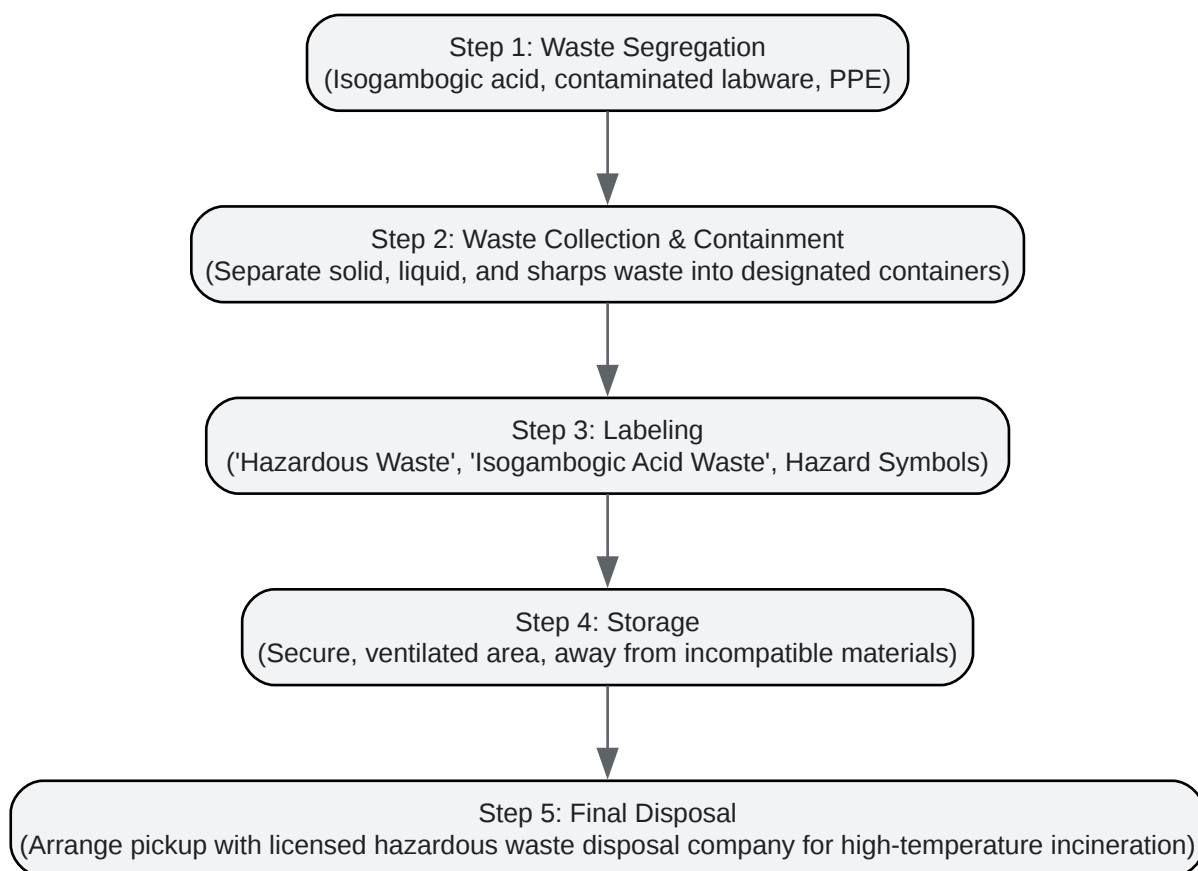 Step 1: Waste Segregation
(Isogambogic acid, contaminated labware, PPE)
Step 2: Waste Collection & Containment
(Separate solid, liquid, and sharps waste into designated containers)
Step 3: Labeling
('Hazardous Waste', 'Isogambogic Acid Waste', Hazard Symbols)
Step 4: Storage
(Secure, ventilated area, away from incompatible materials)
Step 5: Final Disposal
(Arrange pickup with licensed hazardous waste disposal company for high-temperature incineration)